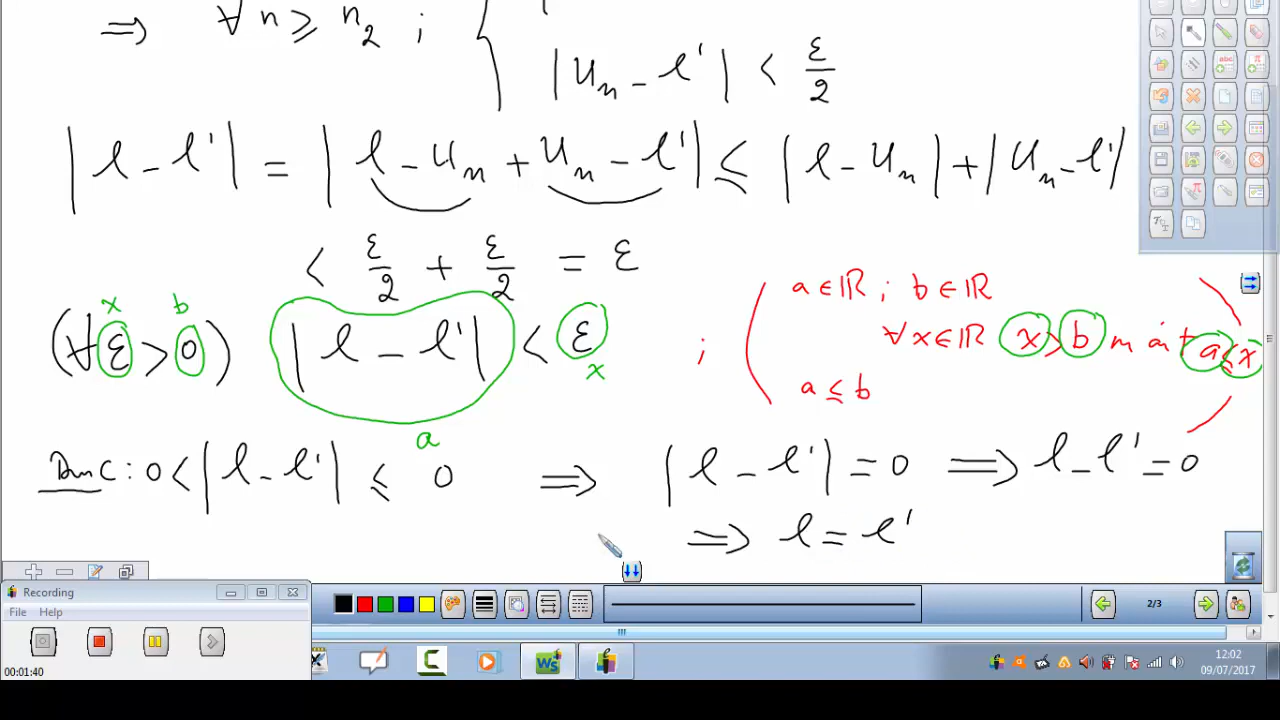 ⟹ ∀ n ⩾ n₂ ;
|uₙ − l'| < ε/2
|l − l'| = |l − uₙ + uₙ − l'| ≤ |l − uₙ| + |uₙ − l'|
< ε/2 + ε/2 = ε
x b
(∀ε > 0) |l − l'| < ε ;
x
a
a ∈ ℝ ; b ∈ ℝ
∀x ∈ ℝ x > b a ≤ x
a ≤ b
Donc : 0 < |l − l'| ≤ 0 ⟹ |l − l'| = 0 ⟹ l − l' = 0
⟹ l = l'
Recording
File Help
00:01:40
2/3
12:02
09/07/2017